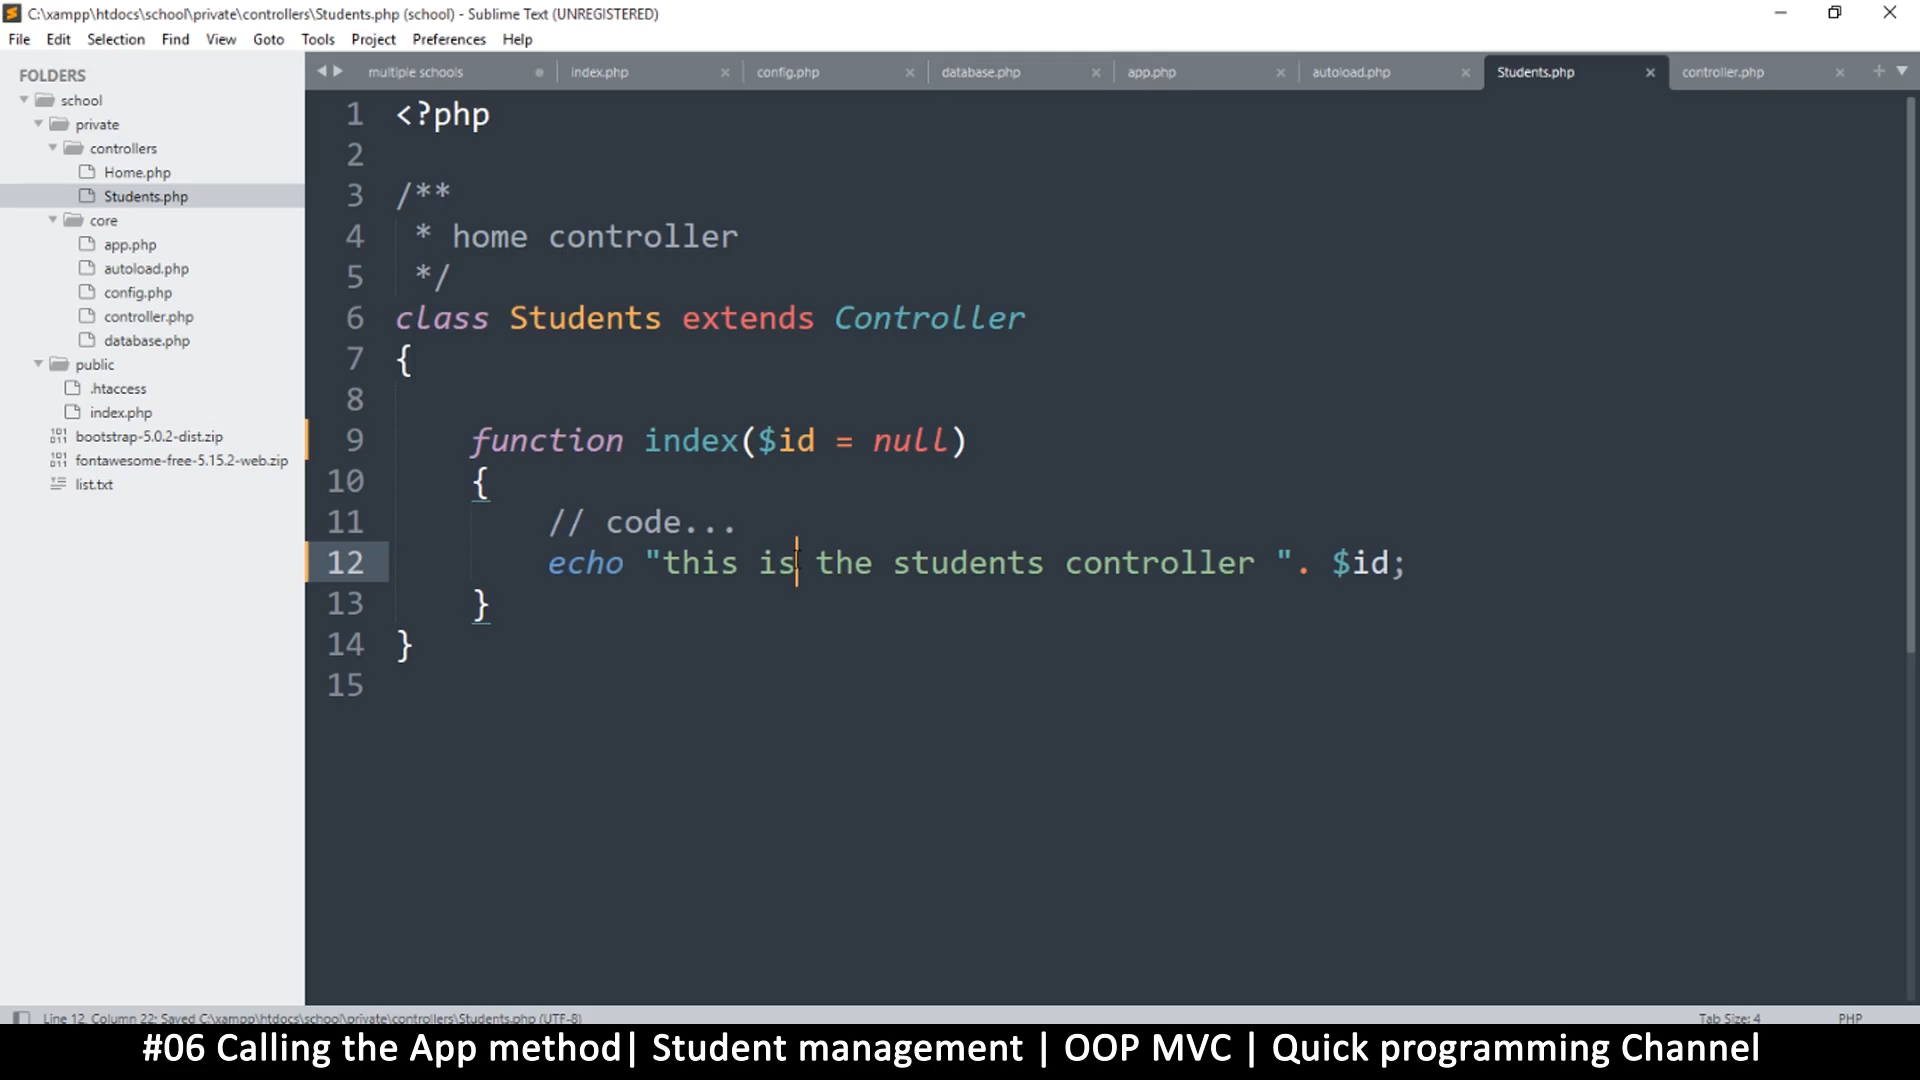 C:\xampp\htdocs\school\private\controllers\Students.php (school) - Sublime Text (UNREGISTERED)
File Edit Selection Find View Goto Tools Project Preferences Help
FOLDERS
school
private
controllers
Home.php
Students.php
core
app.php
autoload.php
config.php
controller.php
database.php
public
.htaccess
index.php
bootstrap-5.0.2-dist.zip
fontawesome-free-5.15.2-web.zip
list.txt
multiple schools index.php config.php database.php app.php autoload.php Students.php controller.php
1 <?php
2
3 /**
4 * home controller
5 */
6 class Students extends Controller
7 {
8
9 function index($id = null)
10 {
11 // code...
12 echo "this is the students controller ". $id;
13 }
14 }
15
Line 12, Column 22; Saved C:\xampp\htdocs\school\private\controllers\Students.php (UTF-8) Tab Size: 4 PHP
#06 Calling the App method| Student management | OOP MVC | Quick programming Channel